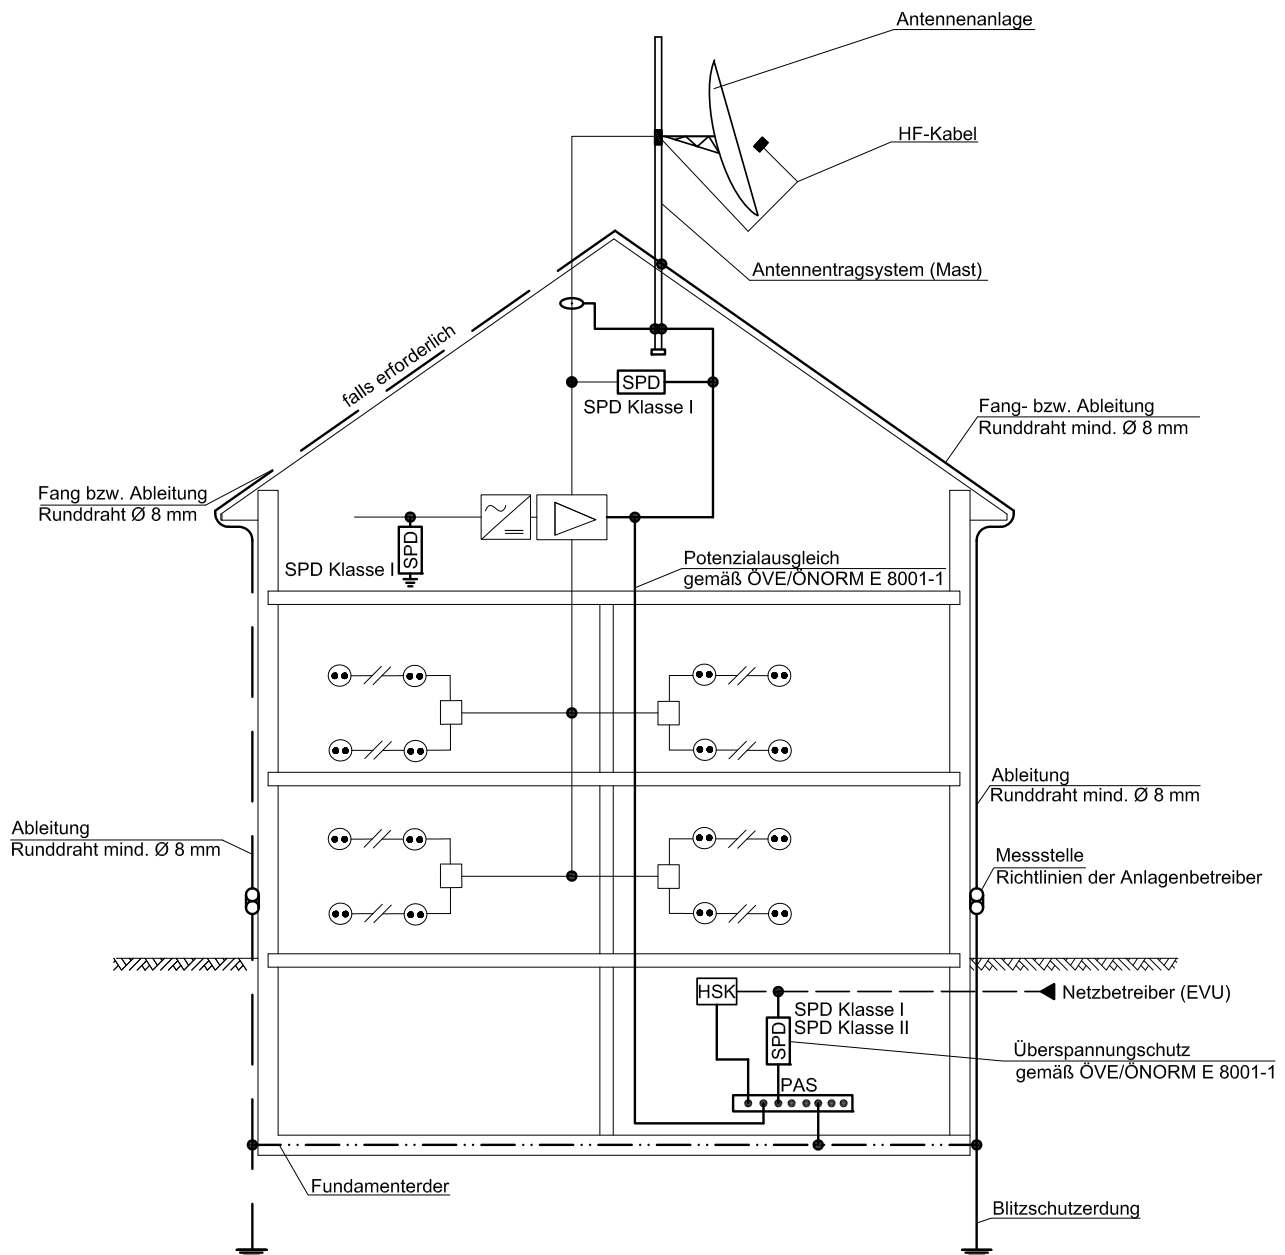 Antennenanlage
HF-Kabel
Antennentragsystem (Mast)
falls erforderlich
SPD
SPD Klasse I
Fang- bzw. Ableitung
Runddraht mind. Ø 8 mm
Fang bzw. Ableitung
Runddraht Ø 8 mm
SPD
SPD Klasse I
Potenzialausgleich
gemäß ÖVE/ÖNORM E 8001-1
Ableitung
Runddraht mind. Ø 8 mm
Ableitung
Runddraht mind. Ø 8 mm
Messstelle
Richtlinien der Anlagenbetreiber
HSK
Netzbetreiber (EVU)
SPD Klasse I
SPD Klasse II
SPD
Überspannungschutz
gemäß ÖVE/ÖNORM E 8001-1
PAS
Fundamenterder
Blitzschutzerdung